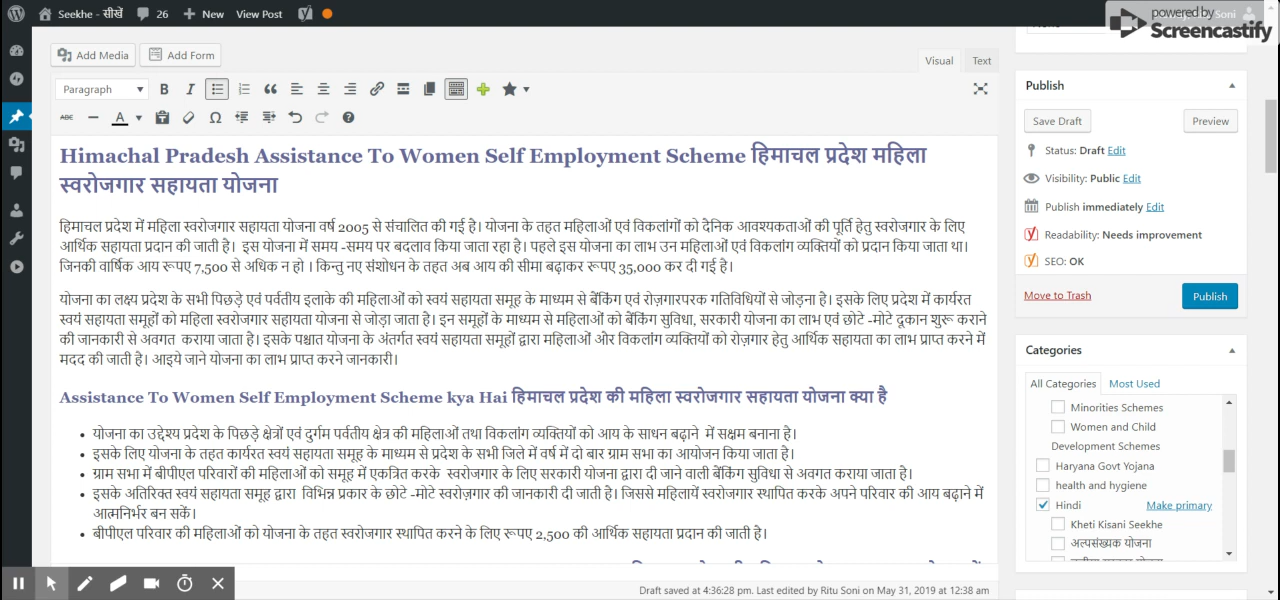 Seekhe - सीखें 26 New View Post Soni
powered by
Screencastify
Add Media Add Form
Visual Text
Paragraph
Himachal Pradesh Assistance To Women Self Employment Scheme हिमाचल प्रदेश महिला
स्वरोजगार सहायता योजना
हिमाचल प्रदेश में महिला स्वरोजगार सहायता योजना वर्ष 2005 से संचालित की गई है। योजना के तहत महिलाओं एवं विकलांगों को दैनिक आवश्यकताओं की पूर्ति हेतु स्वरोजगार के लिए
आर्थिक सहायता प्रदान की जाती है। इस योजना में समय -समय पर बदलाव किया जाता रहा है। पहले इस योजना का लाभ उन महिलाओं एवं विकलांग व्यक्तियों को प्रदान किया जाता था।
जिनकी वार्षिक आय रूपए 7,500 से अधिक न हो । किन्तु नए संशोधन के तहत अब आय की सीमा बढ़ाकर रूपए 35,000 कर दी गई है।
योजना का लक्ष्य प्रदेश के सभी पिछड़े एवं पर्वतीय इलाके की महिलाओं को स्वयं सहायता समूह के माध्यम से बैंकिंग एवं रोज़गारपरक गतिविधियों से जोड़ना है। इसके लिए प्रदेश में कार्यरत
स्वयं सहायता समूहों को महिला स्वरोजगार सहायता योजना से जोड़ा जाता है। इन समूहों के माध्यम से महिलाओं को बैंकिंग सुविधा, सरकारी योजना का लाभ एवं छोटे -मोटे दूकान शुरू कराने
की जानकारी से अवगत कराया जाता है। इसके पश्चात योजना के अंतर्गत स्वयं सहायता समूहों द्वारा महिलाओं और विकलांग व्यक्तियों को रोज़गार हेतु आर्थिक सहायता का लाभ प्राप्त करने में
मदद की जाती है। आइये जाने योजना का लाभ प्राप्त करने जानकारी।
Assistance To Women Self Employment Scheme kya Hai हिमाचल प्रदेश की महिला स्वरोजगार सहायता योजना क्या है
योजना का उद्देश्य प्रदेश के पिछड़े क्षेत्रों एवं दुर्गम पर्वतीय क्षेत्र की महिलाओं तथा विकलांग व्यक्तियों को आय के साधन बढ़ाने में सक्षम बनाना है।
इसके लिए योजना के तहत कार्यरत स्वयं सहायता समूह के माध्यम से प्रदेश के सभी जिले में वर्ष में दो बार ग्राम सभा का आयोजन किया जाता है।
ग्राम सभा में बीपीएल परिवारों की महिलाओं को समूह में एकत्रित करके स्वरोजगार के लिए सरकारी योजना द्वारा दी जाने वाली बैंकिंग सुविधा से अवगत कराया जाता है।
इसके अतिरिक्त स्वयं सहायता समूह द्वारा विभिन्न प्रकार के छोटे -मोटे स्वरोज़गार की जानकारी दी जाती है। जिससे महिलायें स्वरोजगार स्थापित करके अपने परिवार की आय बढ़ाने में
आत्मनिर्भर बन सकें।
बीपीएल परिवार की महिलाओं को योजना के तहत स्वरोजगार स्थापित करने के लिए रूपए 2,500 की आर्थिक सहायता प्रदान की जाती है।
Draft saved at 4:36:28 pm. Last edited by Ritu Soni on May 31, 2019 at 12:38 am
Publish
Save Draft Preview
Status: Draft Edit
Visibility: Public Edit
Publish immediately Edit
Readability: Needs improvement
SEO: OK
Move to Trash Publish
Categories
All Categories Most Used
Minorities Schemes
Women and Child
Development Schemes
Haryana Govt Yojana
health and hygiene
Hindi Make primary
Kheti Kisani Seekhe
अल्पसंख्यक योजना